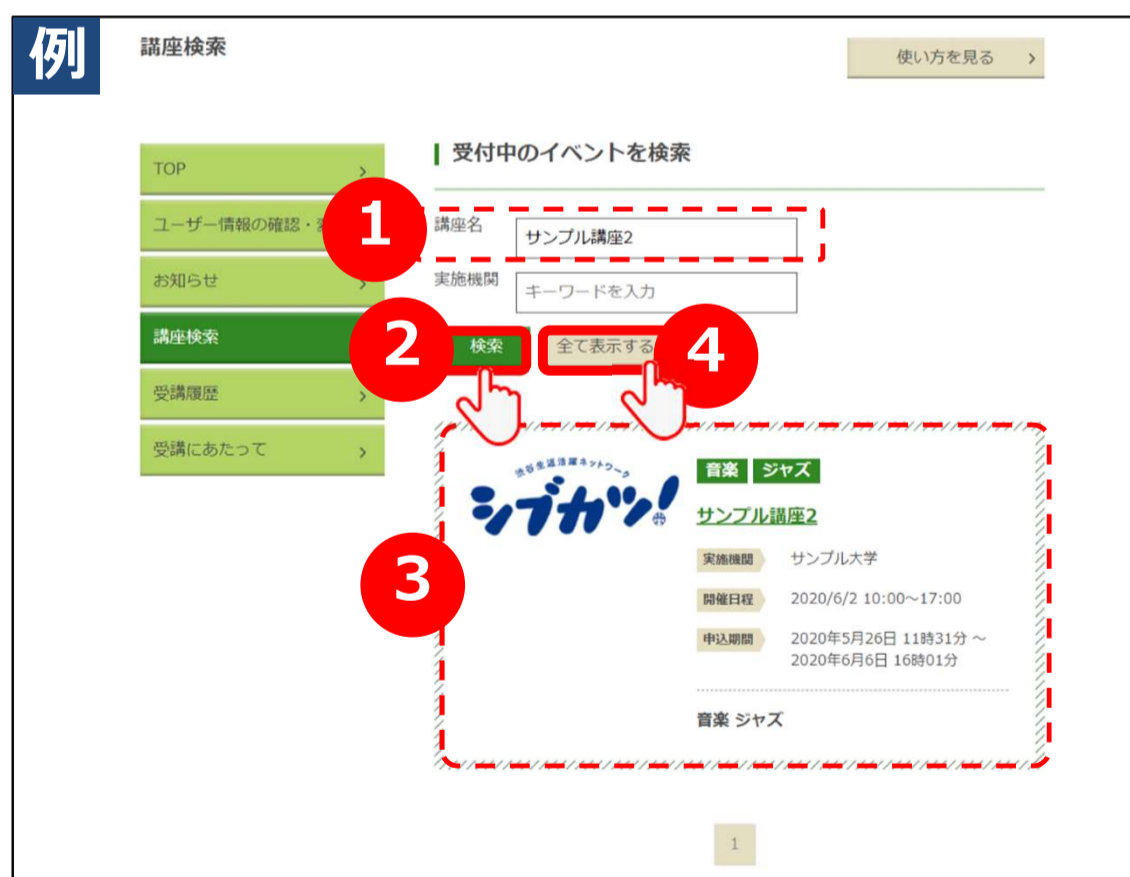 例
講座検索
使い方を見る
TOP
ユーザー情報の確認・
お知らせ
講座検索
受講履歴
受講にあたって
受付中のイベントを検索
1
講座名
サンプル講座2
実施機関
キーワードを入力
2
検索
全て表示する
4
3
渋谷生涯活躍ネットワーク
シブカツ!
音楽 ジャズ
サンプル講座2
実施機関 サンプル大学
開催日程 2020/6/2 10:00～17:00
申込期間 2020年5月26日 11時31分 ～
2020年6月6日 16時01分
音楽 ジャズ
1